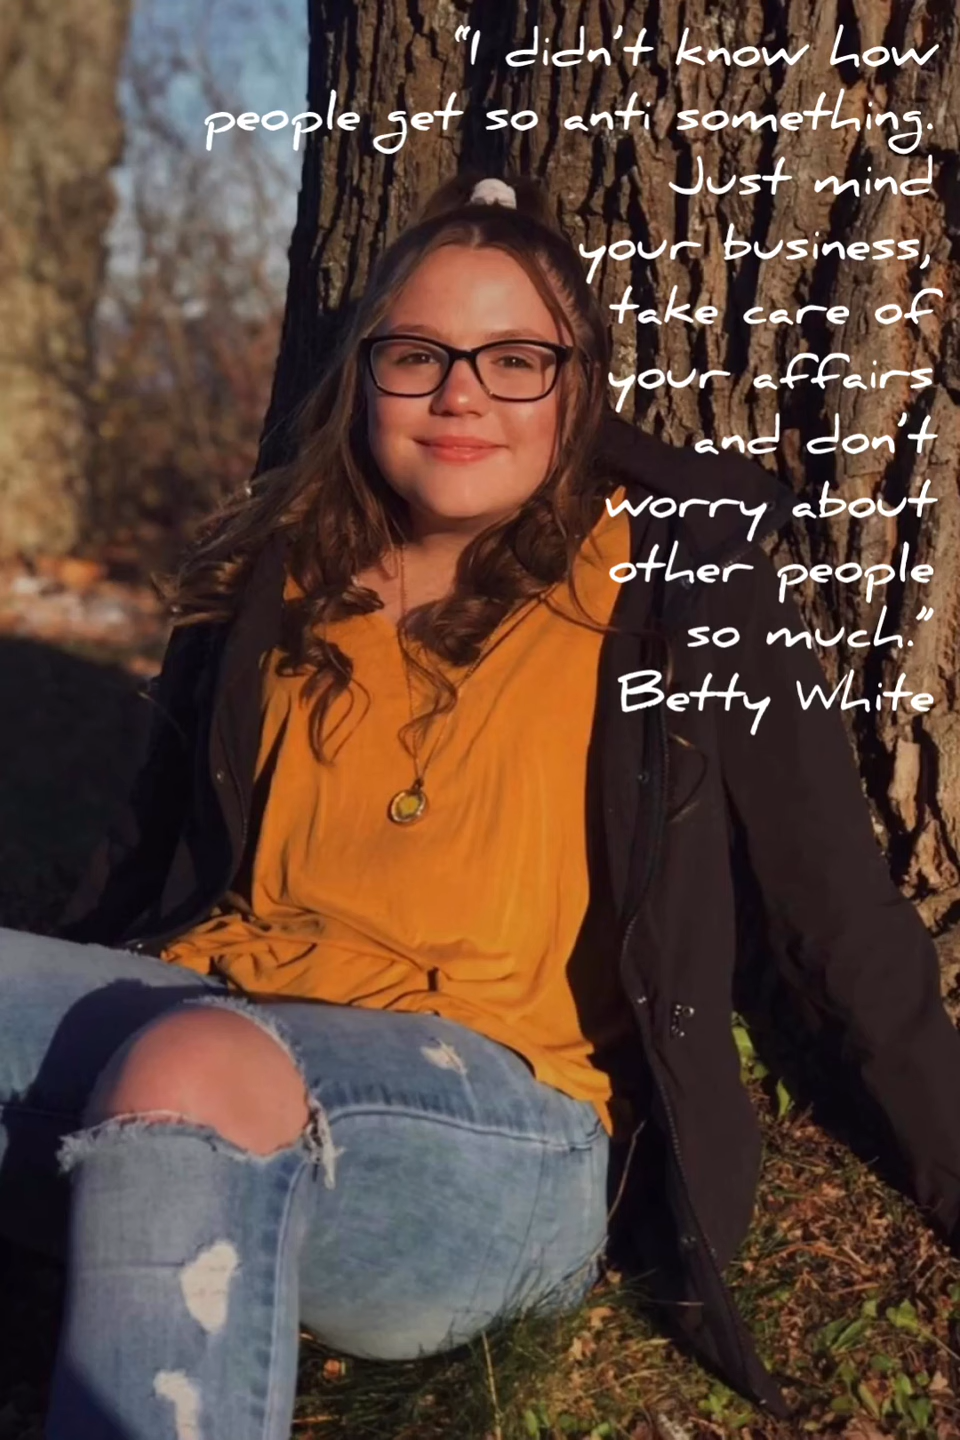 "I didn't know how
people get so anti something.
Just mind
your business,
take care of
your affairs
and don't
worry about
other people
so much."
Betty White